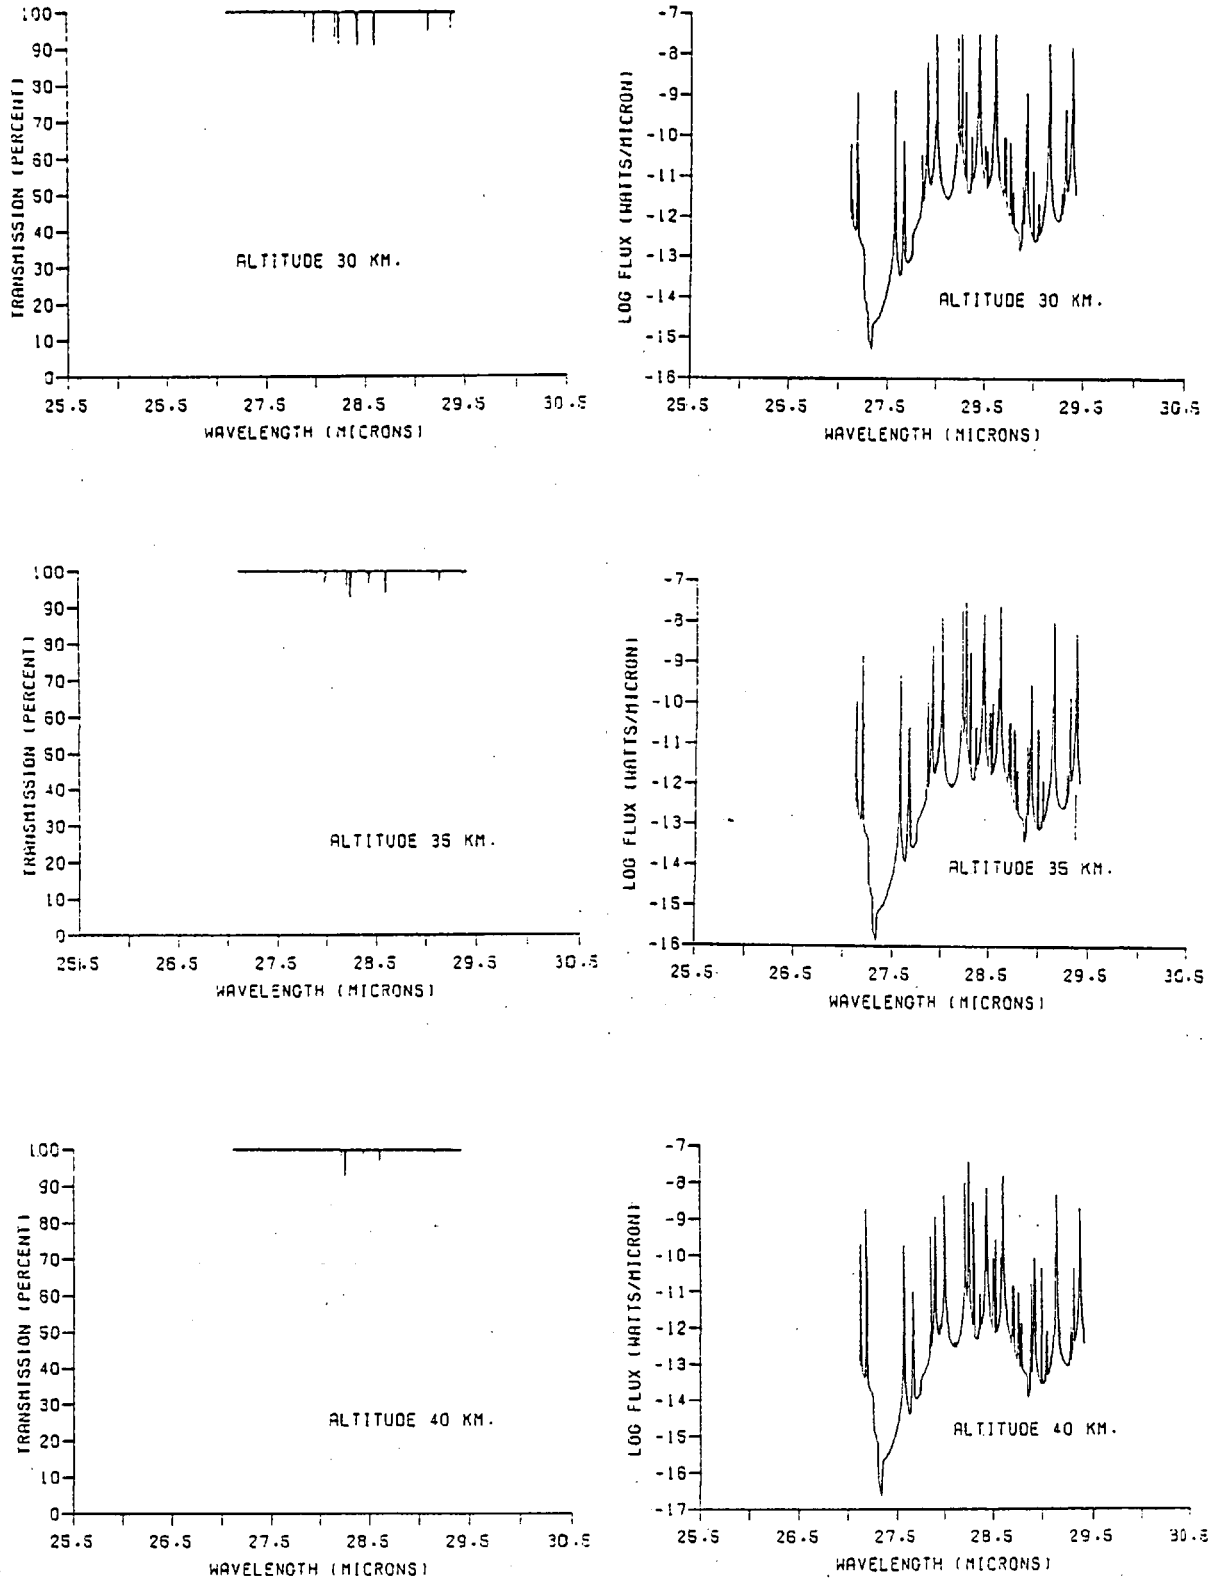 TRANSMISSION (PERCENT)
100
90
80
70
60
50
40
30
20
10
0
ALTITUDE 30 KM.
25.5 27.5 28.5 29.5 30.5
WAVELENGTH (MICRONS)
LOG FLUX (WATTS/MICRON)
-7
-8
-9
-10
-11
-12
-13
-14
-15
-16
ALTITUDE 30 KM.
25.5 26.5 27.5 28.5 29.5 30.5
WAVELENGTH (MICRONS)
TRANSMISSION (PERCENT)
100
90
80
70
60
50
40
30
20
10
0
ALTITUDE 35 KM.
25.5 26.5 27.5 28.5 29.5 30.5
WAVELENGTH (MICRONS)
LOG FLUX (WATTS/MICRON)
-7
-8
-9
-10
-11
-12
-13
-14
-15
-16
ALTITUDE 35 KM.
25.5 26.5 27.5 28.5 29.5 30.5
WAVELENGTH (MICRONS)
TRANSMISSION (PERCENT)
100
90
80
70
60
50
40
30
20
10
0
ALTITUDE 40 KM.
25.5 26.5 27.5 28.5 29.5 30.5
WAVELENGTH (MICRONS)
LOG FLUX (WATTS/MICRON)
-7
-8
-9
-10
-11
-12
-13
-14
-15
-16
-17
ALTITUDE 40 KM.
25.5 26.5 27.5 28.5 29.5 30.5
WAVELENGTH (MICRONS)